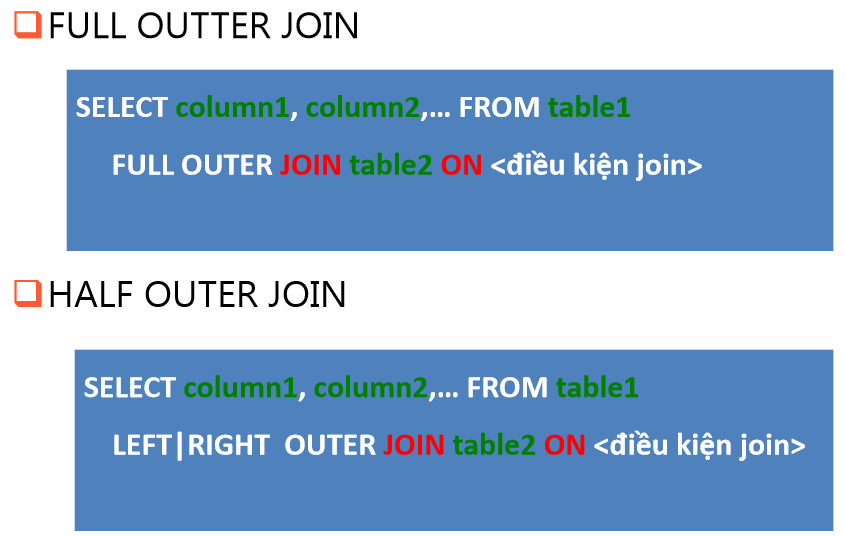 FULL OUTTER JOIN
SELECT column1, column2,... FROM table1
FULL OUTER JOIN table2 ON <điều kiện join>
HALF OUTER JOIN
SELECT column1, column2,... FROM table1
LEFT|RIGHT OUTER JOIN table2 ON <điều kiện join>